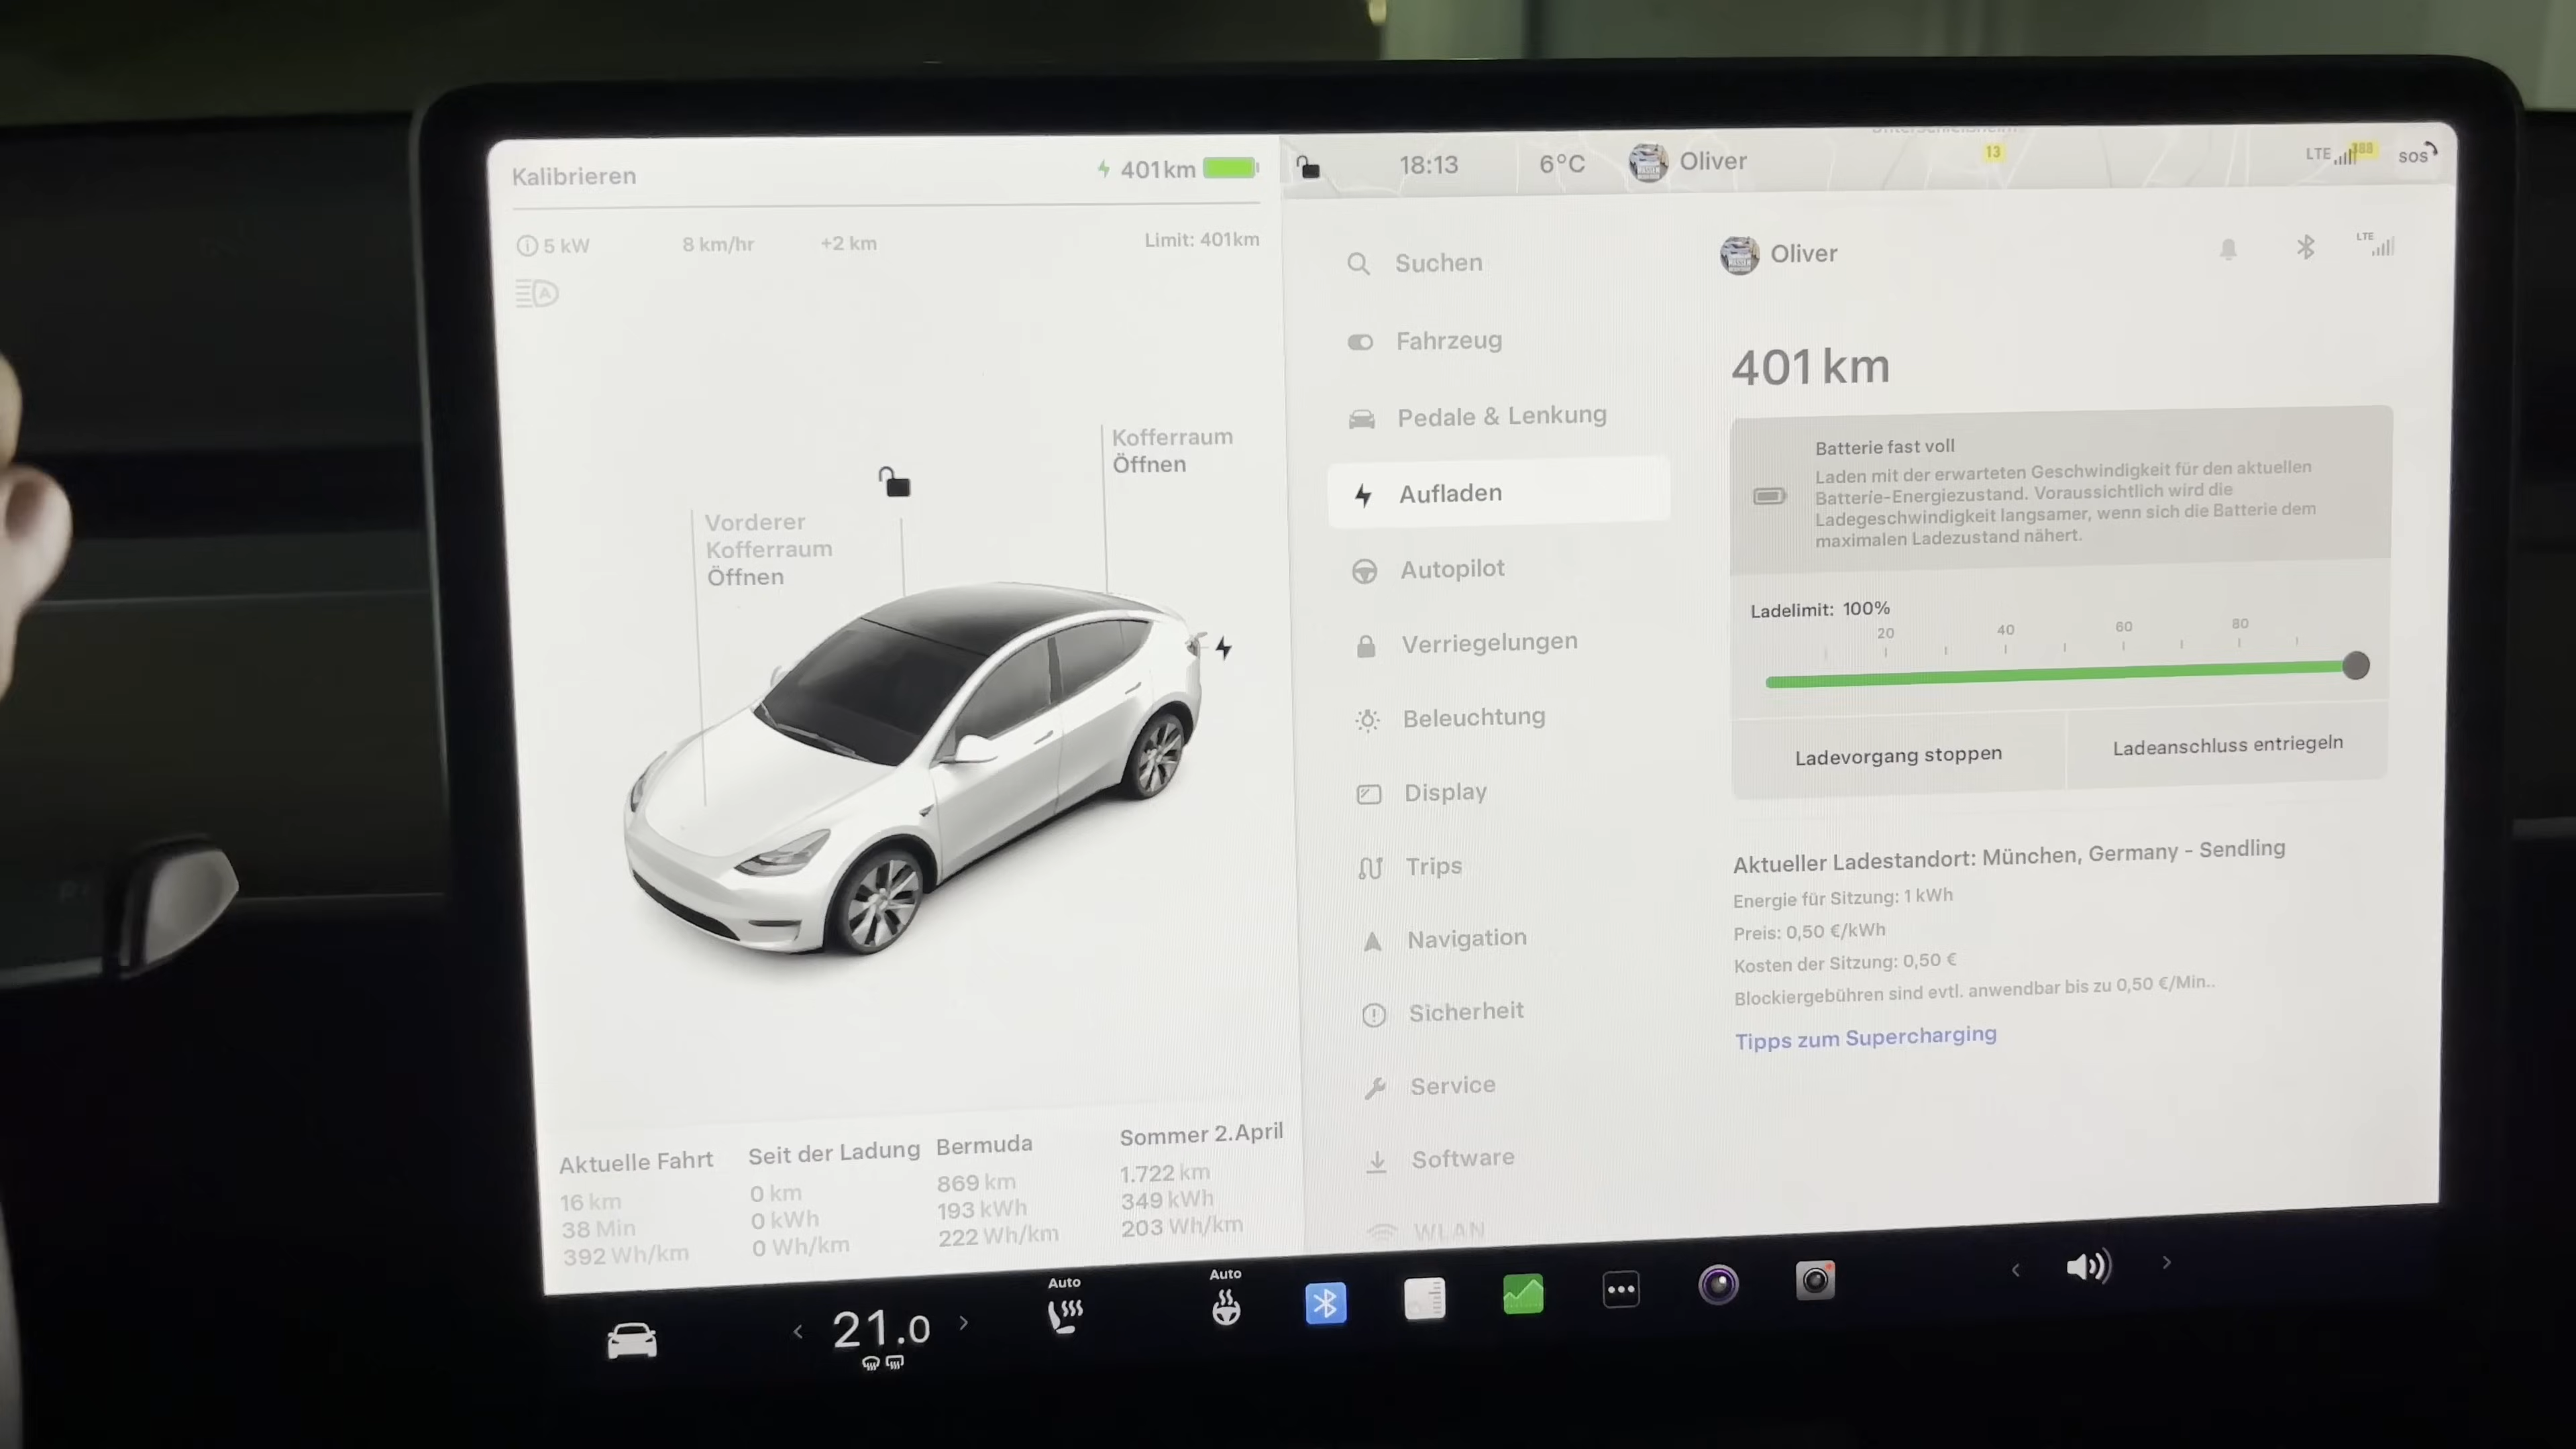 Kalibrieren
401 km
18:13
6°C
Oliver
13
LTE
388
SOS
5 kW
8 km/hr
+2 km
Limit: 401km
A
Kofferraum
Öffnen
Vorderer
Kofferraum
Öffnen
Aktuelle Fahrt
16 km
38 Min
392 Wh/km
Seit der Ladung
0 km
0 kWh
0 Wh/km
Bermuda
869 km
193 kWh
222 Wh/km
Sommer 2.April
1.722 km
349 kWh
203 Wh/km
Suchen
Fahrzeug
Pedale & Lenkung
Aufladen
Autopilot
Verriegelungen
Beleuchtung
Display
Trips
Navigation
Sicherheit
Service
Software
WLAN
Oliver
LTE
401 km
Batterie fast voll
Laden mit der erwarteten Geschwindigkeit für den aktuellen
Batterie-Energiezustand. Voraussichtlich wird die
Ladegeschwindigkeit langsamer, wenn sich die Batterie dem
maximalen Ladezustand nähert.
Ladelimit: 100%
20 40 60 80
Ladevorgang stoppen
Ladeanschluss entriegeln
Aktueller Ladestandort: München, Germany - Sendling
Energie für Sitzung: 1 kWh
Preis: 0,50 €/kWh
Kosten der Sitzung: 0,50 €
Blockiergebühren sind evtl. anwendbar bis zu 0,50 €/Min..
Tipps zum Supercharging
21.0
Auto
Auto